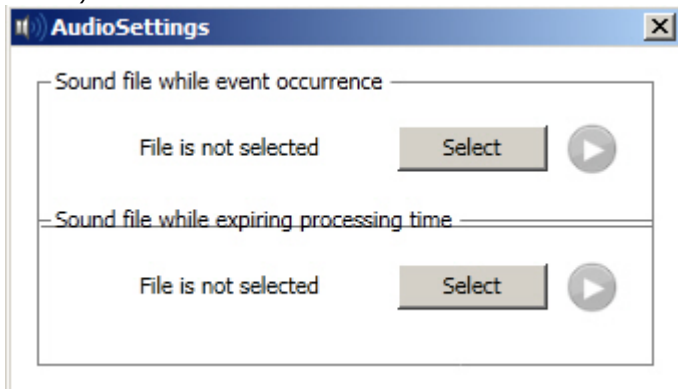 AudioSettings
Sound file while event occurrence
File is not selected Select
Sound file while expiring processing time
File is not selected Select